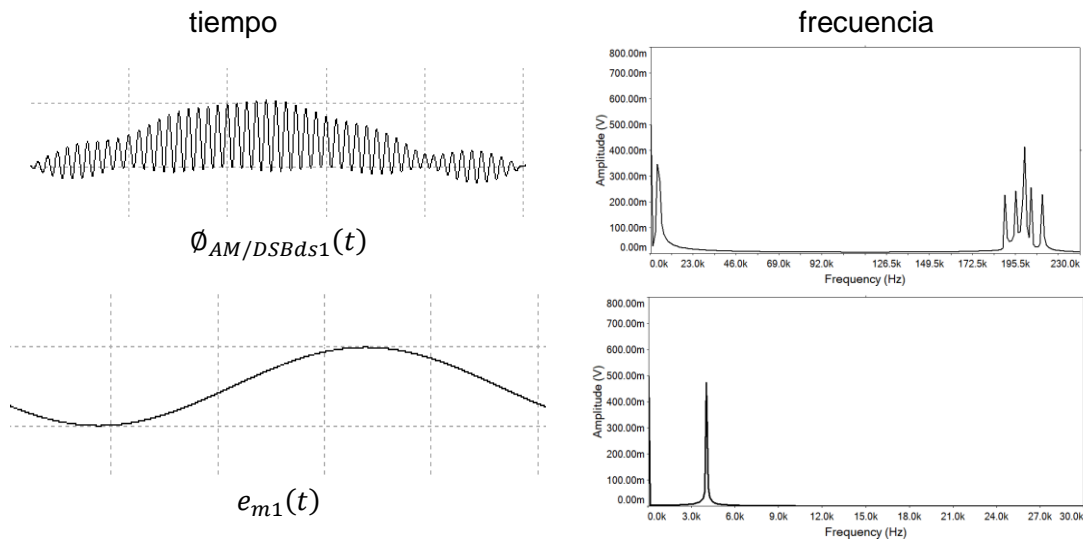 tiempo
frecuencia
∅AM/DSBds1(t)
Amplitude (V)
800.00m
700.00m
600.00m
500.00m
400.00m
300.00m
200.00m
100.00m
0.00m
0.0k 23.0k 46.0k 69.0k 92.0k 126.5k 149.5k 172.5k 195.5k 230.0k
Frequency (Hz)
em1(t)
Amplitude (V)
800.00m
700.00m
600.00m
500.00m
400.00m
300.00m
200.00m
100.00m
0.00m
0.0k 3.0k 6.0k 9.0k 12.0k 15.0k 18.0k 21.0k 24.0k 27.0k 30.0k
Frequency (Hz)